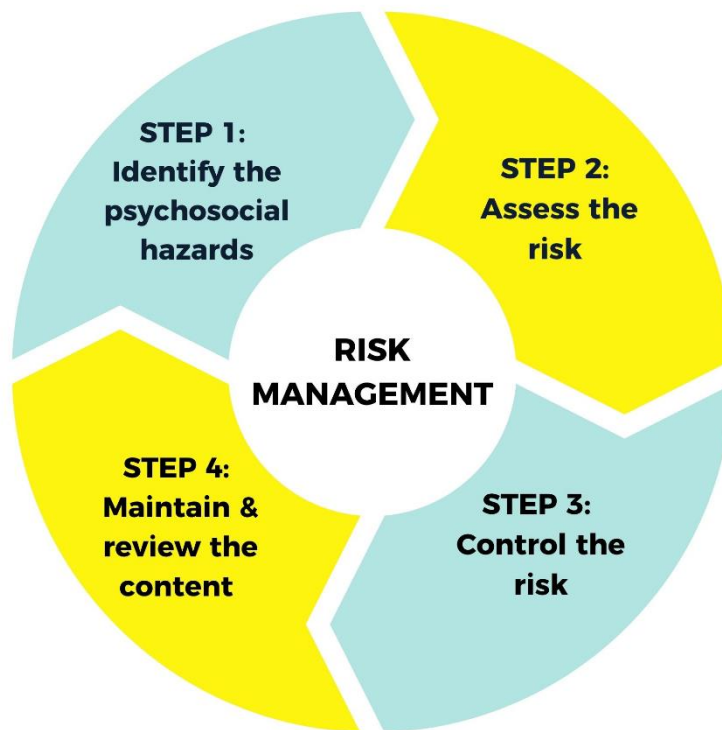 STEP 1:
Identify the
psychosocial
hazards
STEP 2:
Assess the
risk
RISK
MANAGEMENT
STEP 3:
Control the
risk
STEP 4:
Maintain &
review the
content